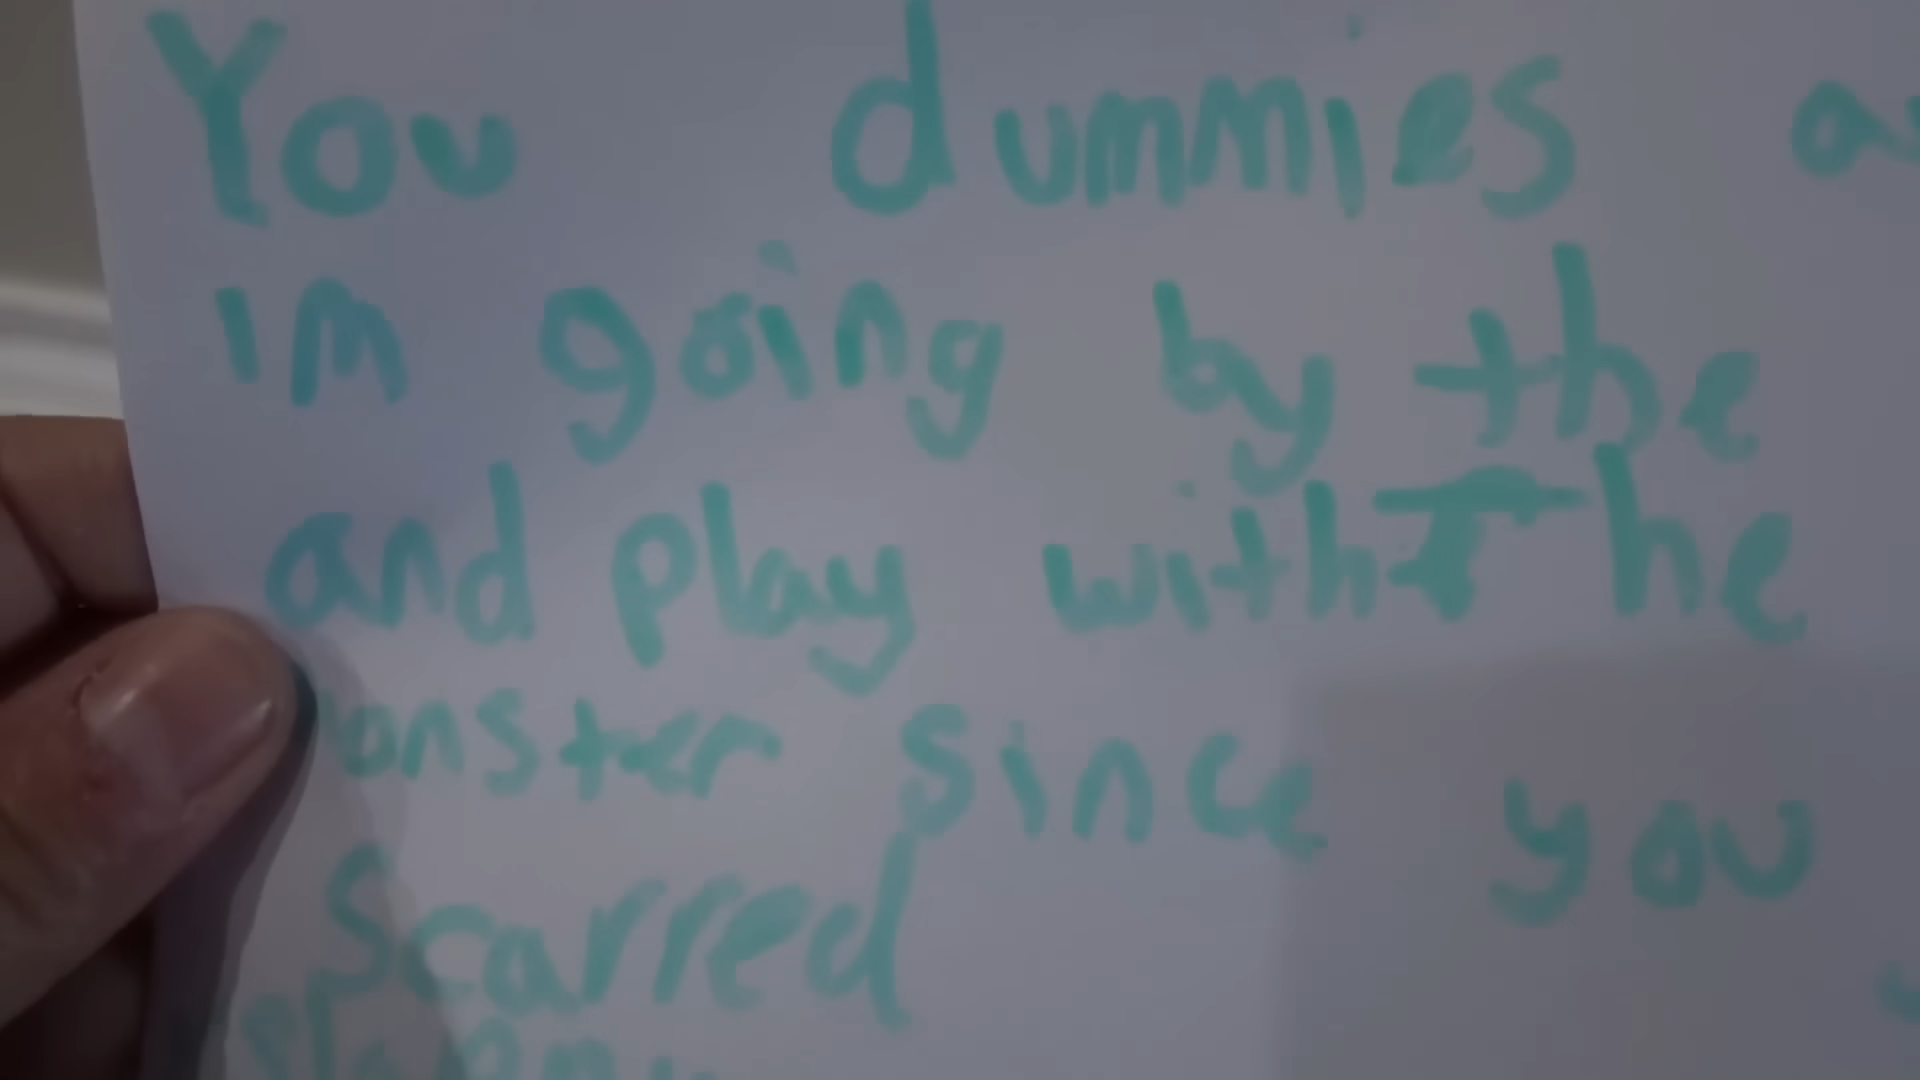 You dummies
im going by the
and play with the
onster since you
Scarred